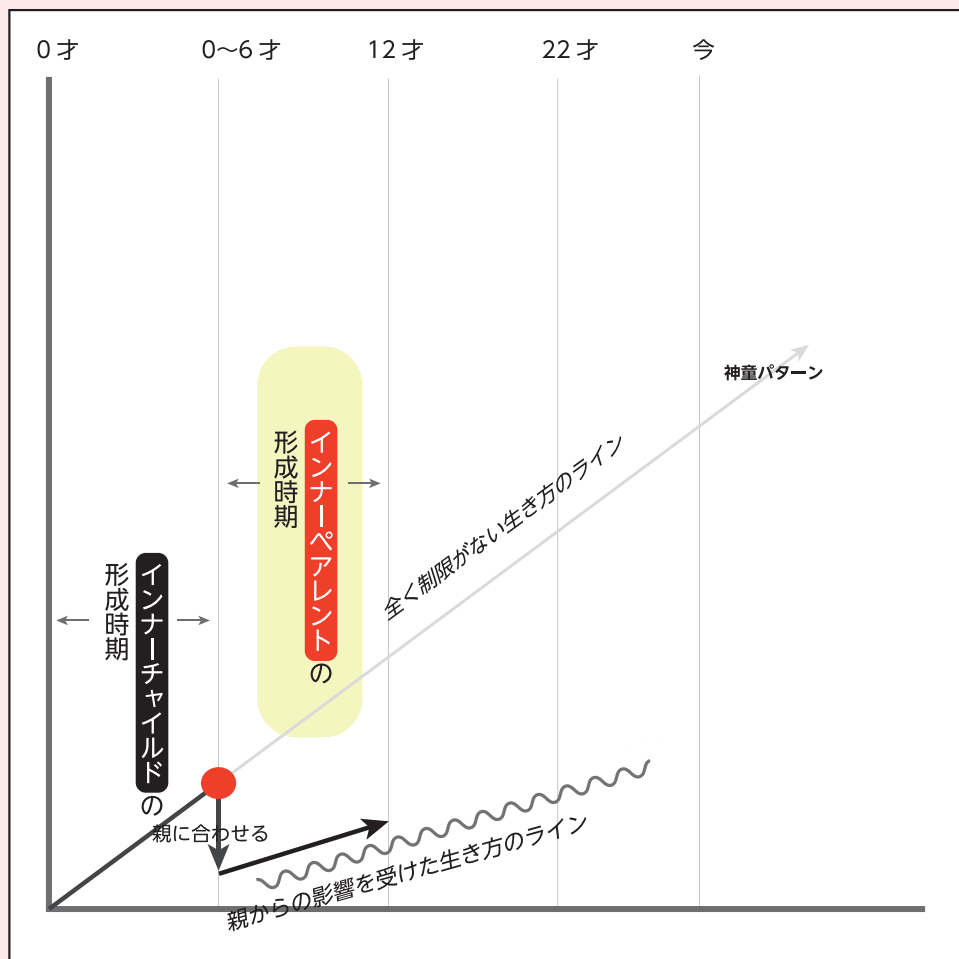 0才
0〜6才
12才
22才
今
神童パターン
全く制限がない生き方のライン
インナーペアレントの
形成時期
インナーチャイルドの
形成時期
親に合わせる
親からの影響を受けた生き方のライン